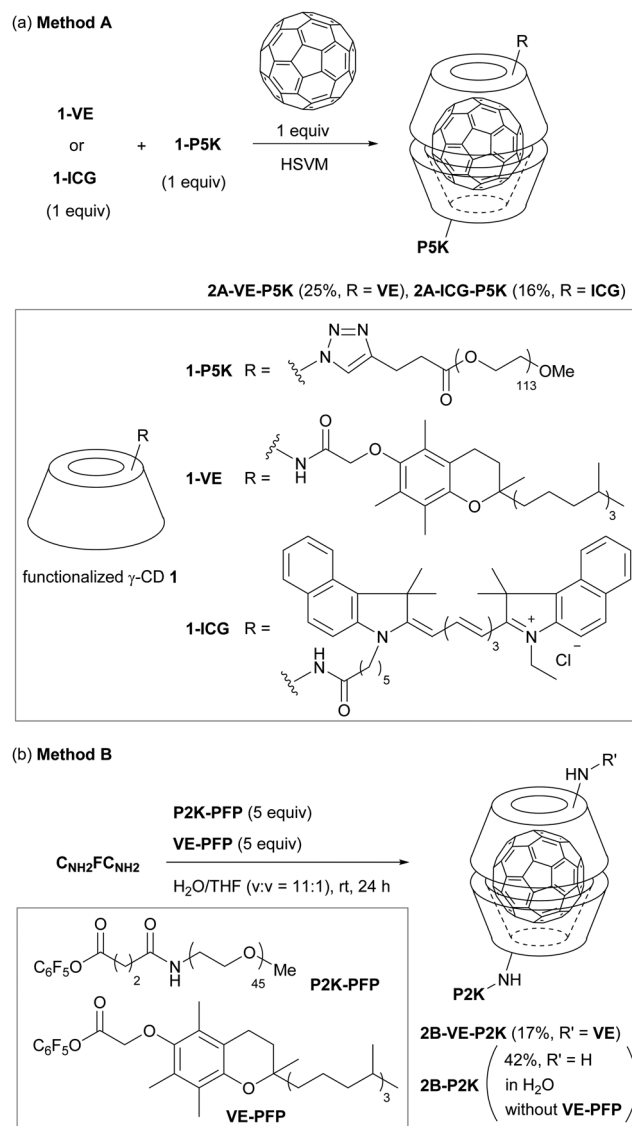 (a) Method A
R
1-VE
or
1-ICG
(1 equiv)
+
1-P5K
(1 equiv)
1 equiv
HSVM
P5K
2A-VE-P5K (25%, R = VE), 2A-ICG-P5K (16%, R = ICG)
R
functionalized γ-CD 1
1-P5K R =
N N
N
O
O
113
OMe
1-VE R =
O
N
H
O
O
3
1-ICG R =
N
3
N
+
Cl−
NH
5
O
(b) Method B
HN R'
P2K-PFP (5 equiv)
VE-PFP (5 equiv)
CNH2FCNH2
H2O/THF (v:v = 11:1), rt, 24 h
P2K NH
O O
C6F5O
2
N
H
O
45
Me
P2K-PFP
O
C6F5O
O
O
3
VE-PFP
2B-VE-P2K (17%, R' = VE)
2B-P2K
42%, R' = H
in H2O
without VE-PFP